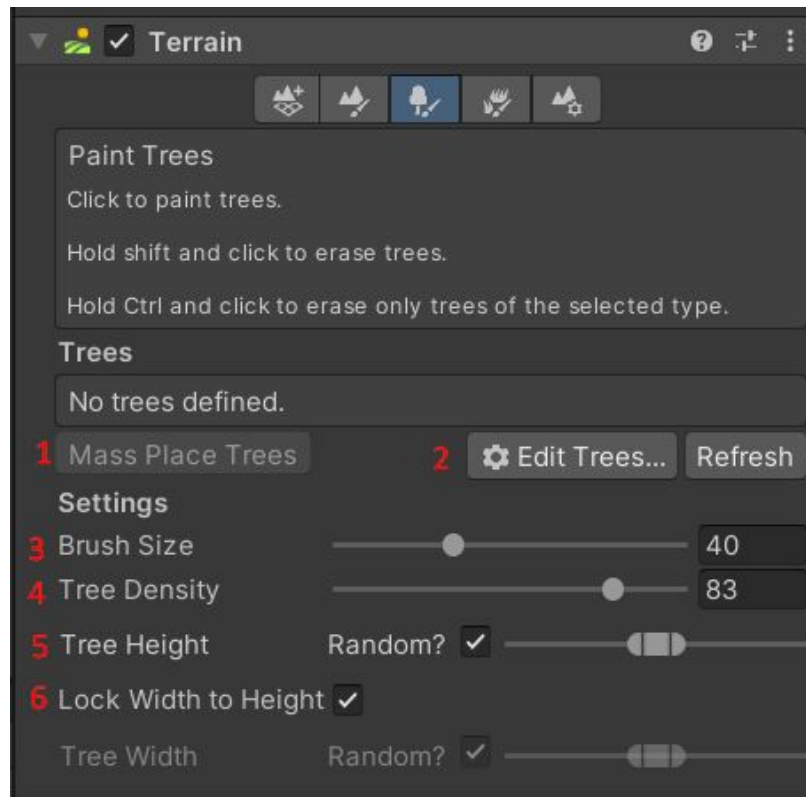 Terrain
Paint Trees
Click to paint trees.
Hold shift and click to erase trees.
Hold Ctrl and click to erase only trees of the selected type.
Trees
No trees defined.
1 Mass Place Trees 2 Edit Trees... Refresh
Settings
3 Brush Size 40
4 Tree Density 83
5 Tree Height Random?
6 Lock Width to Height
Tree Width Random?